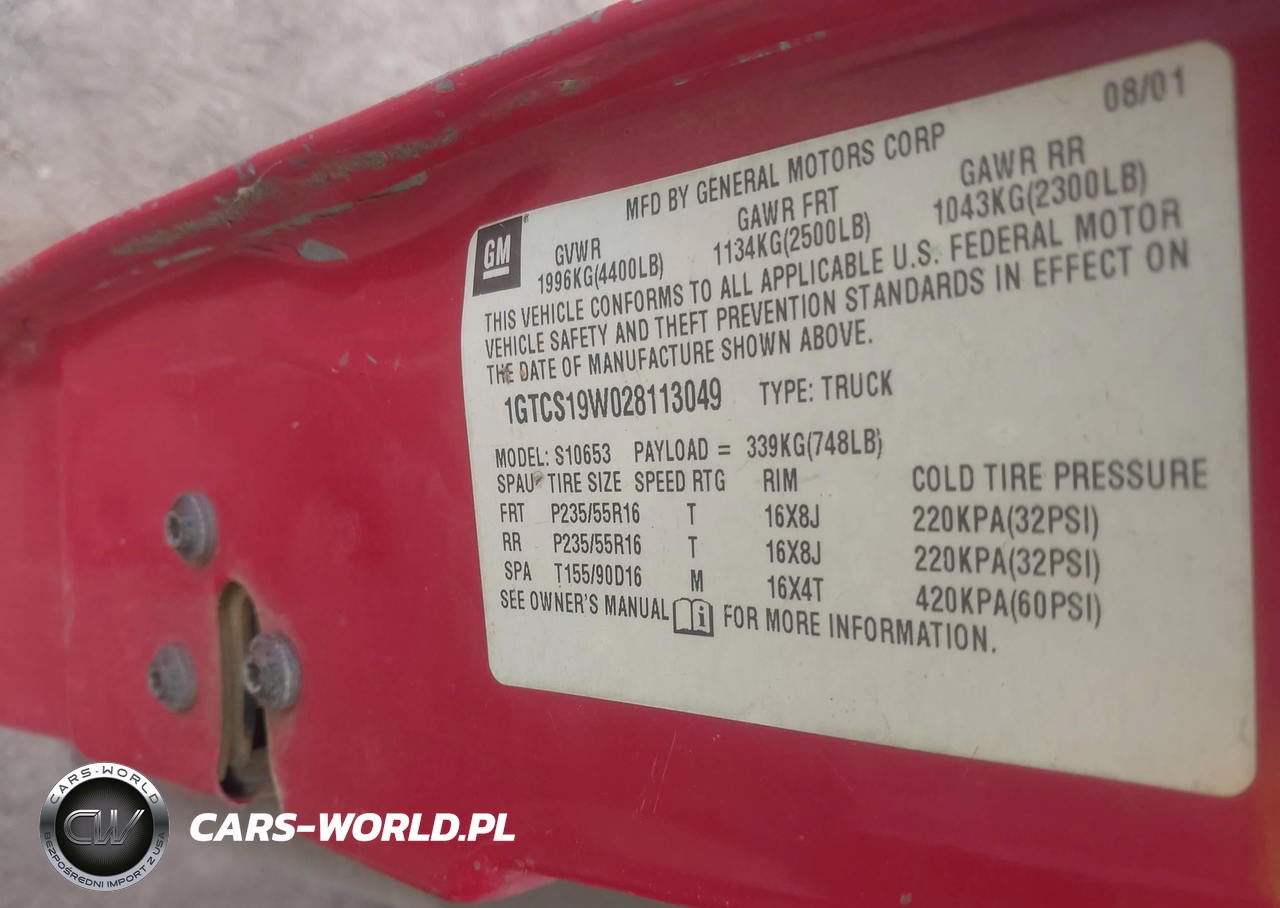 08/01
MFD BY GENERAL MOTORS CORP
GM
GVWR GAWR FRT GAWR RR
1996KG(4400LB) 1134KG(2500LB) 1043KG(2300LB)
THIS VEHICLE CONFORMS TO ALL APPLICABLE U.S. FEDERAL MOTOR
VEHICLE SAFETY AND THEFT PREVENTION STANDARDS IN EFFECT ON
THE DATE OF MANUFACTURE SHOWN ABOVE.
1GTCS19W028113049 TYPE: TRUCK
MODEL: S10653 PAYLOAD = 339KG(748LB)
TIRE SIZE SPEED RTG RIM COLD TIRE PRESSURE
FRT P235/55R16 T 16X8J 220KPA(32PSI)
RR P235/55R16 T 16X8J 220KPA(32PSI)
SPA T155/90D16 M 16X4T 420KPA(60PSI)
SEE OWNER'S MANUAL i FOR MORE INFORMATION.
CARS-WORLD
CW
BEZPOŚREDNI IMPORT Z USA
CARS-WORLD.PL